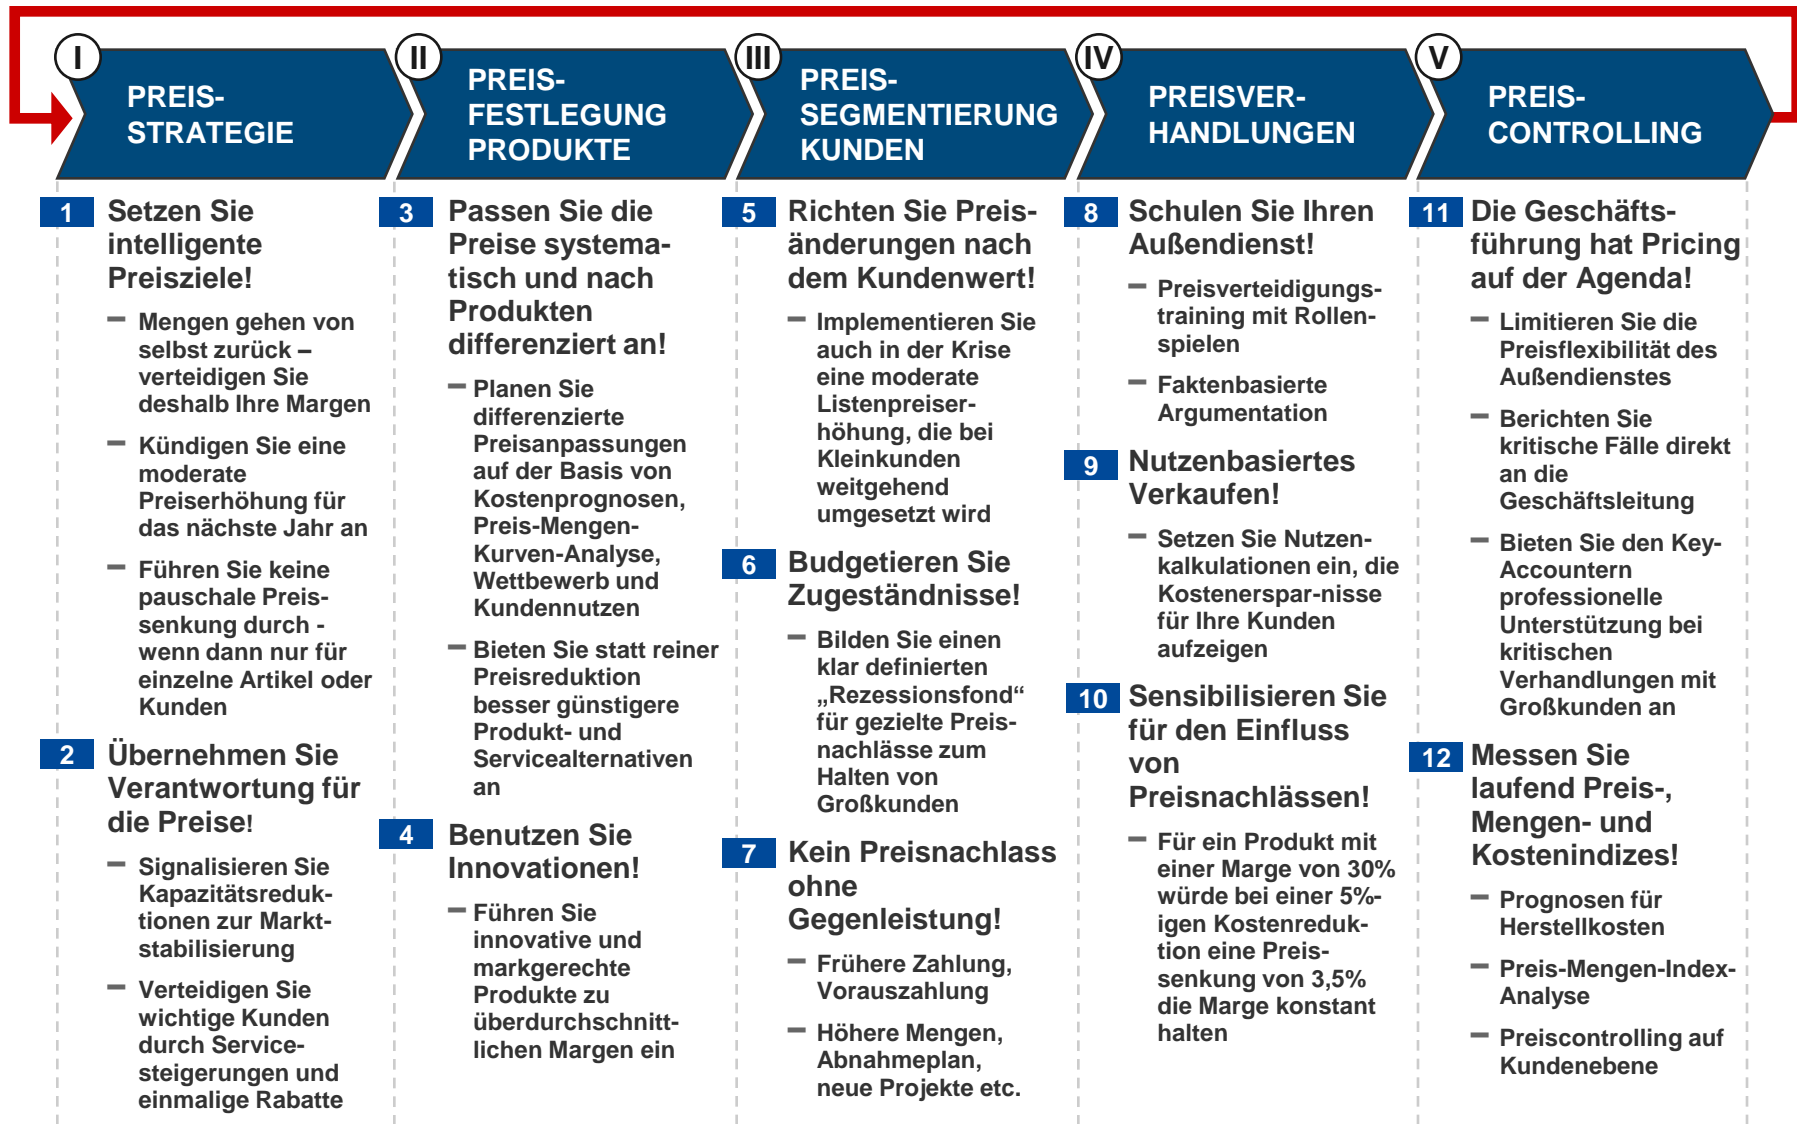 I
PREIS-
STRATEGIE
II
PREIS-
FESTLEGUNG
PRODUKTE
III
PREIS-
SEGMENTIERUNG
KUNDEN
IV
PREISVER-
HANDLUNGEN
V
PREIS-
CONTROLLING
1 Setzen Sie
intelligente
Preisziele!
– Mengen gehen von
selbst zurück –
verteidigen Sie
deshalb Ihre Margen
– Kündigen Sie eine
moderate
Preiserhöhung für
das nächste Jahr an
– Führen Sie keine
pauschale Preis-
senkung durch -
wenn dann nur für
einzelne Artikel oder
Kunden
2 Übernehmen Sie
Verantwortung für
die Preise!
– Signalisieren Sie
Kapazitätsreduk-
tionen zur Markt-
stabilisierung
– Verteidigen Sie
wichtige Kunden
durch Service-
steigerungen und
einmalige Rabatte
3 Passen Sie die
Preise systema-
tisch und nach
Produkten
differenziert an!
– Planen Sie
differenzierte
Preisanpassungen
auf der Basis von
Kostenprognosen,
Preis-Mengen-
Kurven-Analyse,
Wettbewerb und
Kundennutzen
– Bieten Sie statt reiner
Preisreduktion
besser günstigere
Produkt- und
Servicealternativen
an
4 Benutzen Sie
Innovationen!
– Führen Sie
innovative und
markgerechte
Produkte zu
überdurchschnitt-
lichen Margen ein
5 Richten Sie Preis-
änderungen nach
dem Kundenwert!
– Implementieren Sie
auch in der Krise
eine moderate
Listenpreiser-
höhung, die bei
Kleinkunden
weitgehend
umgesetzt wird
6 Budgetieren Sie
Zugeständnisse!
– Bilden Sie einen
klar definierten
„Rezessionsfond“
für gezielte Preis-
nachlässe zum
Halten von
Großkunden
7 Kein Preisnachlass
ohne
Gegenleistung!
– Frühere Zahlung,
Vorauszahlung
– Höhere Mengen,
Abnahmeplan,
neue Projekte etc.
8 Schulen Sie Ihren
Außendienst!
– Preisverteidigungs-
training mit Rollen-
spielen
– Faktenbasierte
Argumentation
9 Nutzenbasiertes
Verkaufen!
– Setzen Sie Nutzen-
kalkulationen ein, die
Kostenerspar-nisse
für Ihre Kunden
aufzeigen
10 Sensibilisieren Sie
für den Einfluss
von
Preisnachlässen!
– Für ein Produkt mit
einer Marge von 30%
würde bei einer 5%-
igen Kostenreduk-
tion eine Preis-
senkung von 3,5%
die Marge konstant
halten
11 Die Geschäfts-
führung hat Pricing
auf der Agenda!
– Limitieren Sie die
Preisflexibilität des
Außendienstes
– Berichten Sie
kritische Fälle direkt
an die
Geschäftsleitung
– Bieten Sie den Key-
Accountern
professionelle
Unterstützung bei
kritischen
Verhandlungen mit
Großkunden an
12 Messen Sie
laufend Preis-,
Mengen- und
Kostenindizes!
– Prognosen für
Herstellkosten
– Preis-Mengen-Index-
Analyse
– Preiscontrolling auf
Kundenebene